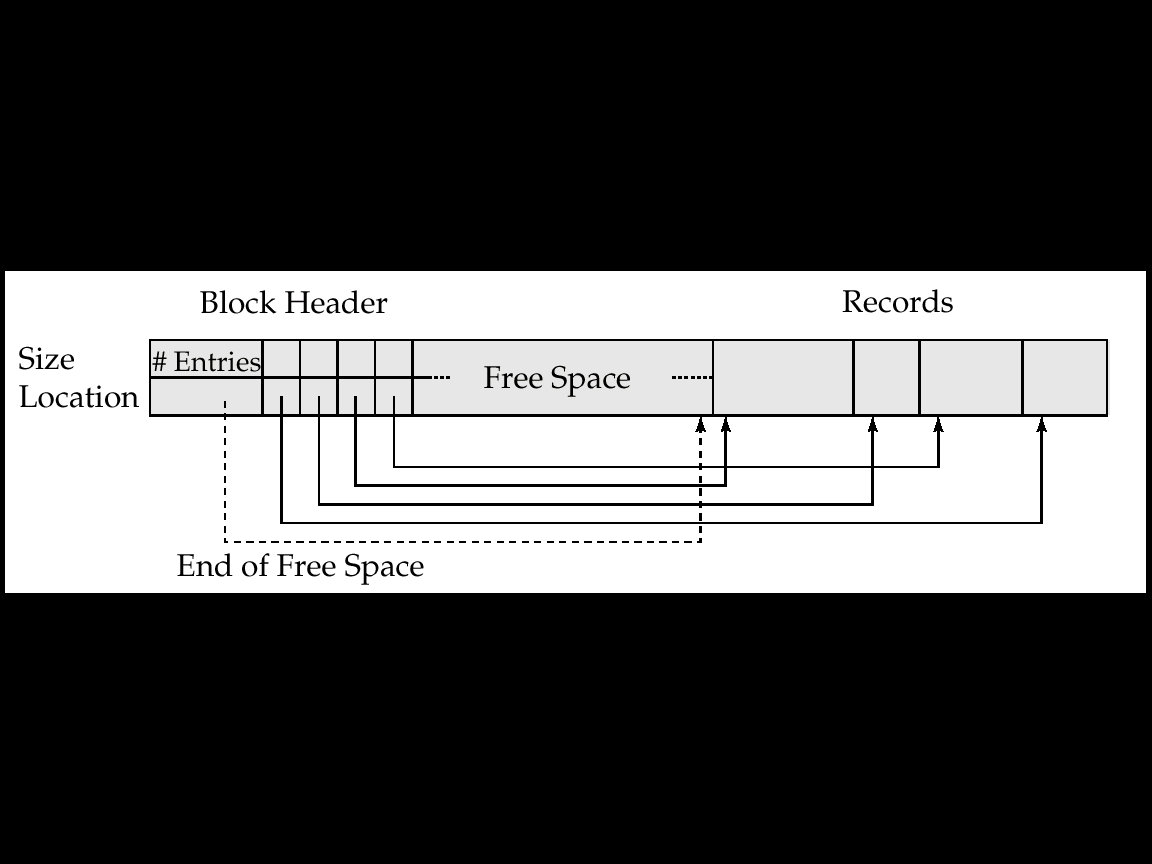 Block Header
Records
Size
# Entries
Location
Free Space
End of Free Space